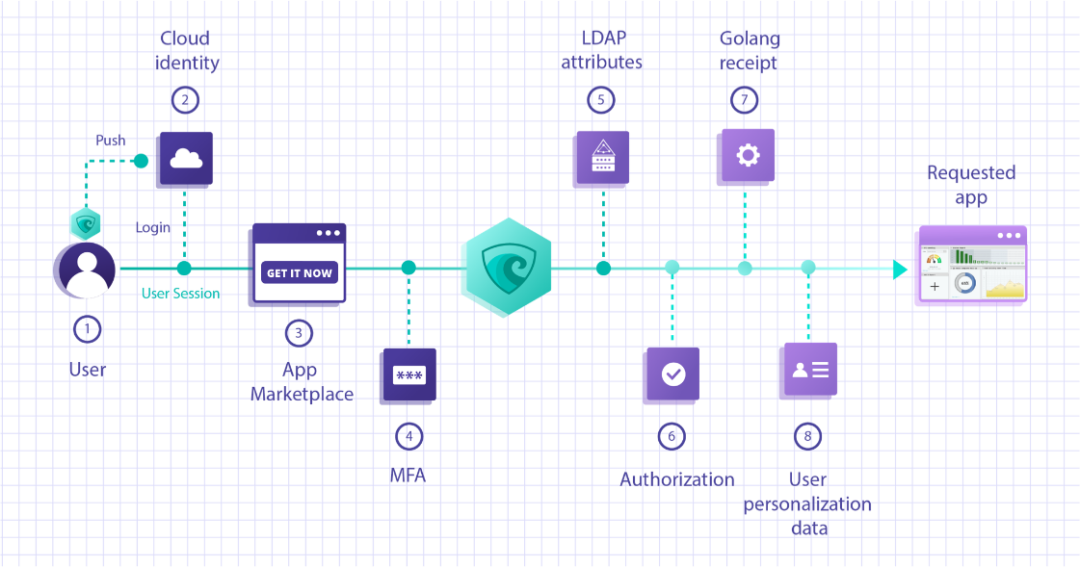 Cloud
identity
2
Push
Login
User Session
1
User
GET IT NOW
3
App
Marketplace
***
4
MFA
LDAP
attributes
5
6
Authorization
Golang
receipt
7
8
User
personalization
data
Requested
app